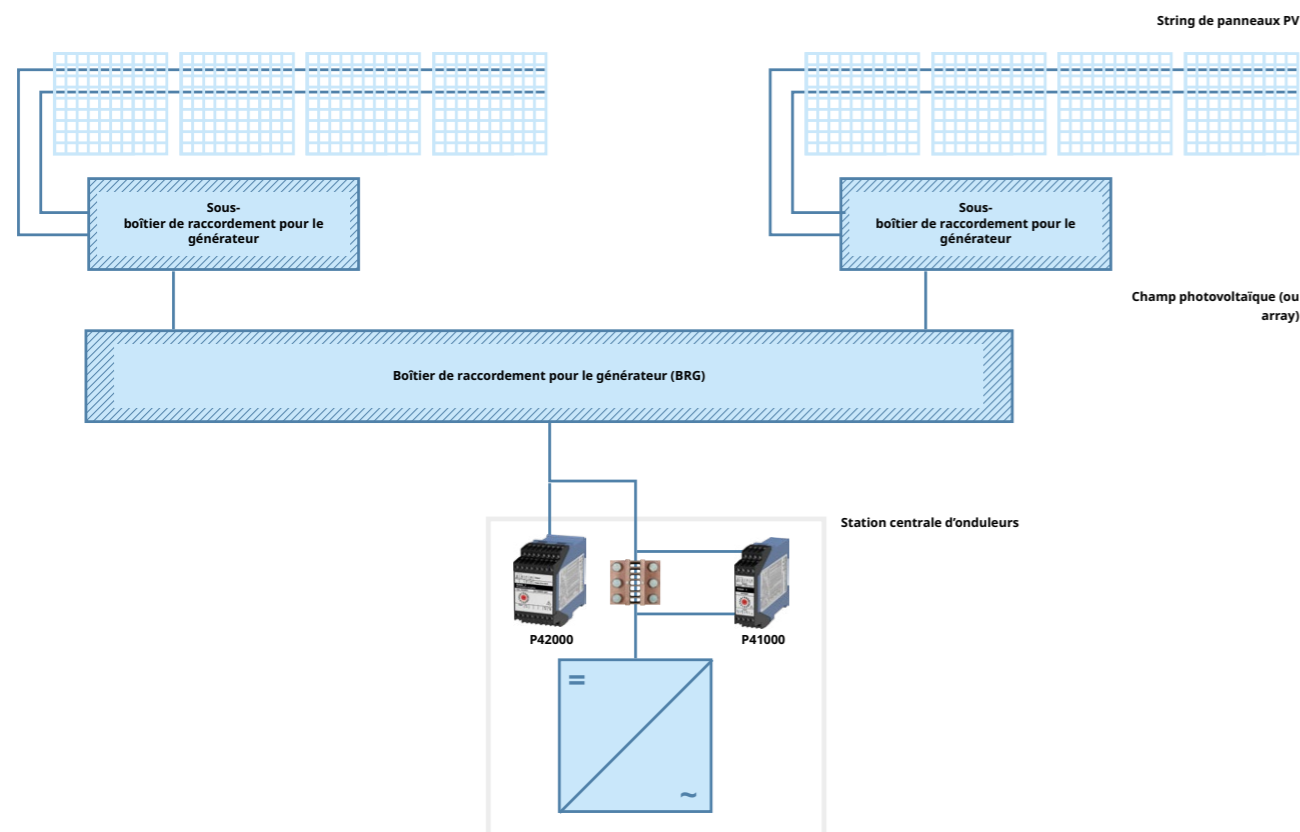 String de panneaux PV
Sous-
boîtier de raccordement pour le
générateur
Sous-
boîtier de raccordement pour le
générateur
Champ photovoltaïque (ou
array)
Boîtier de raccordement pour le générateur (BRG)
Station centrale d’onduleurs
P42000
P41000
=
~